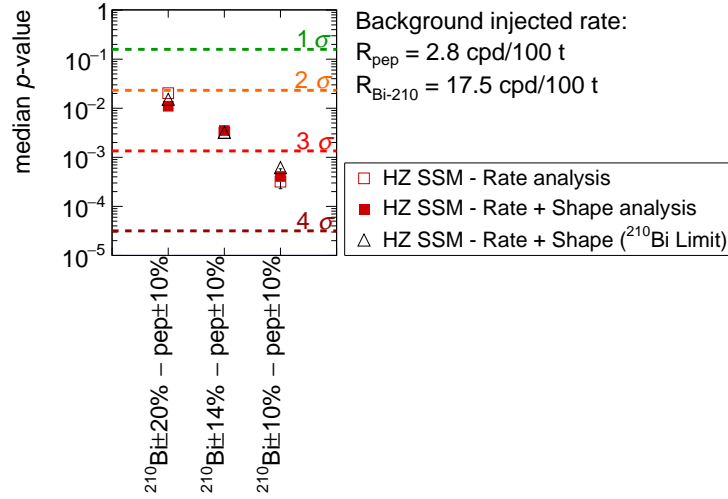 median p-value
1
10⁻¹
10⁻²
10⁻³
10⁻⁴
10⁻⁵
1 σ
2 σ
3 σ
4 σ
²¹⁰Bi±20% − pep±10%
²¹⁰Bi±14% − pep±10%
²¹⁰Bi±10% − pep±10%
Background injected rate:
R_pep = 2.8 cpd/100 t
R_Bi-210 = 17.5 cpd/100 t
HZ SSM - Rate analysis
HZ SSM - Rate + Shape analysis
HZ SSM - Rate + Shape (²¹⁰Bi Limit)